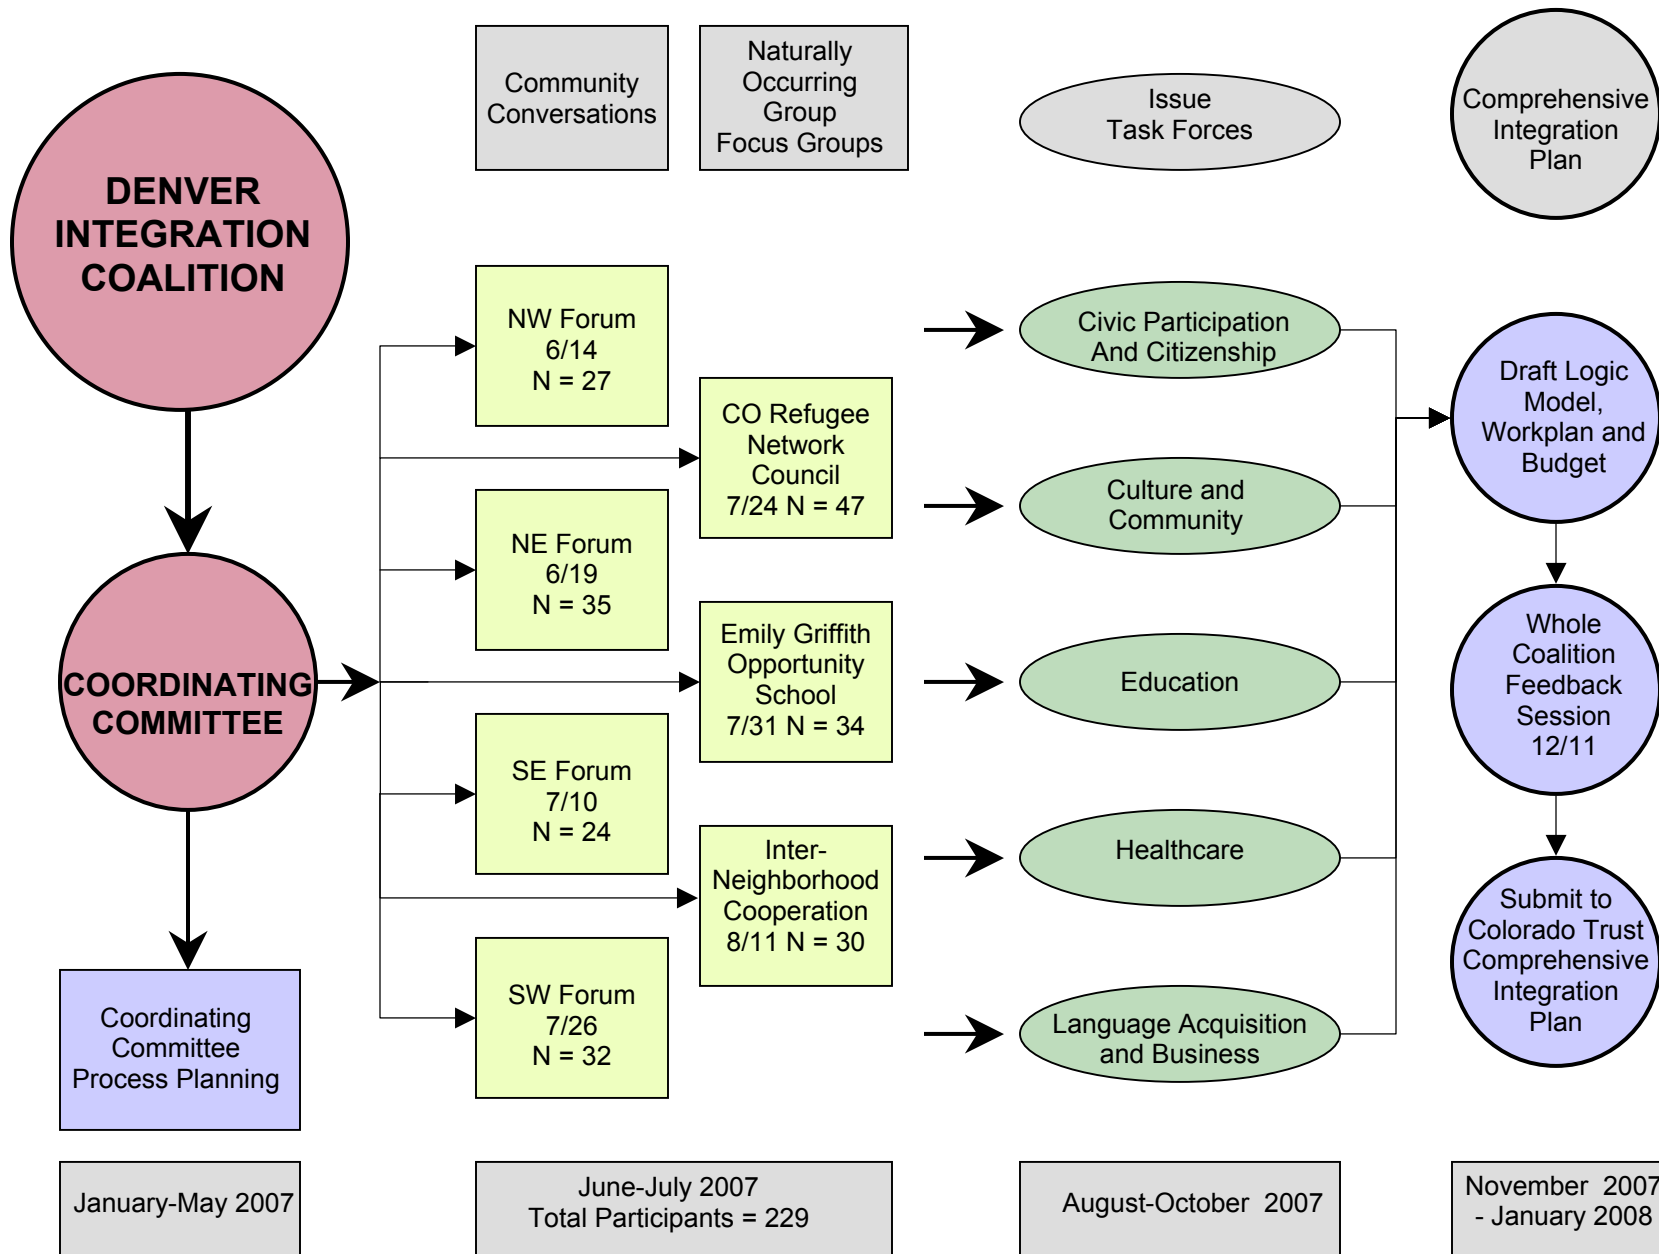 Community
Conversations
Naturally
Occurring
Group
Focus Groups
Issue
Task Forces
Comprehensive
Integration
Plan
DENVER
INTEGRATION
COALITION
COORDINATING
COMMITTEE
Coordinating
Committee
Process Planning
NW Forum
6/14
N = 27
NE Forum
6/19
N = 35
SE Forum
7/10
N = 24
SW Forum
7/26
N = 32
CO Refugee
Network
Council
7/24 N = 47
Emily Griffith
Opportunity
School
7/31 N = 34
Inter-
Neighborhood
Cooperation
8/11 N = 30
Civic Participation
And Citizenship
Culture and
Community
Education
Healthcare
Language Acquisition
and Business
Draft Logic
Model,
Workplan and
Budget
Whole
Coalition
Feedback
Session
12/11
Submit to
Colorado Trust
Comprehensive
Integration
Plan
January-May 2007
June-July 2007
Total Participants = 229
August-October 2007
November 2007
- January 2008